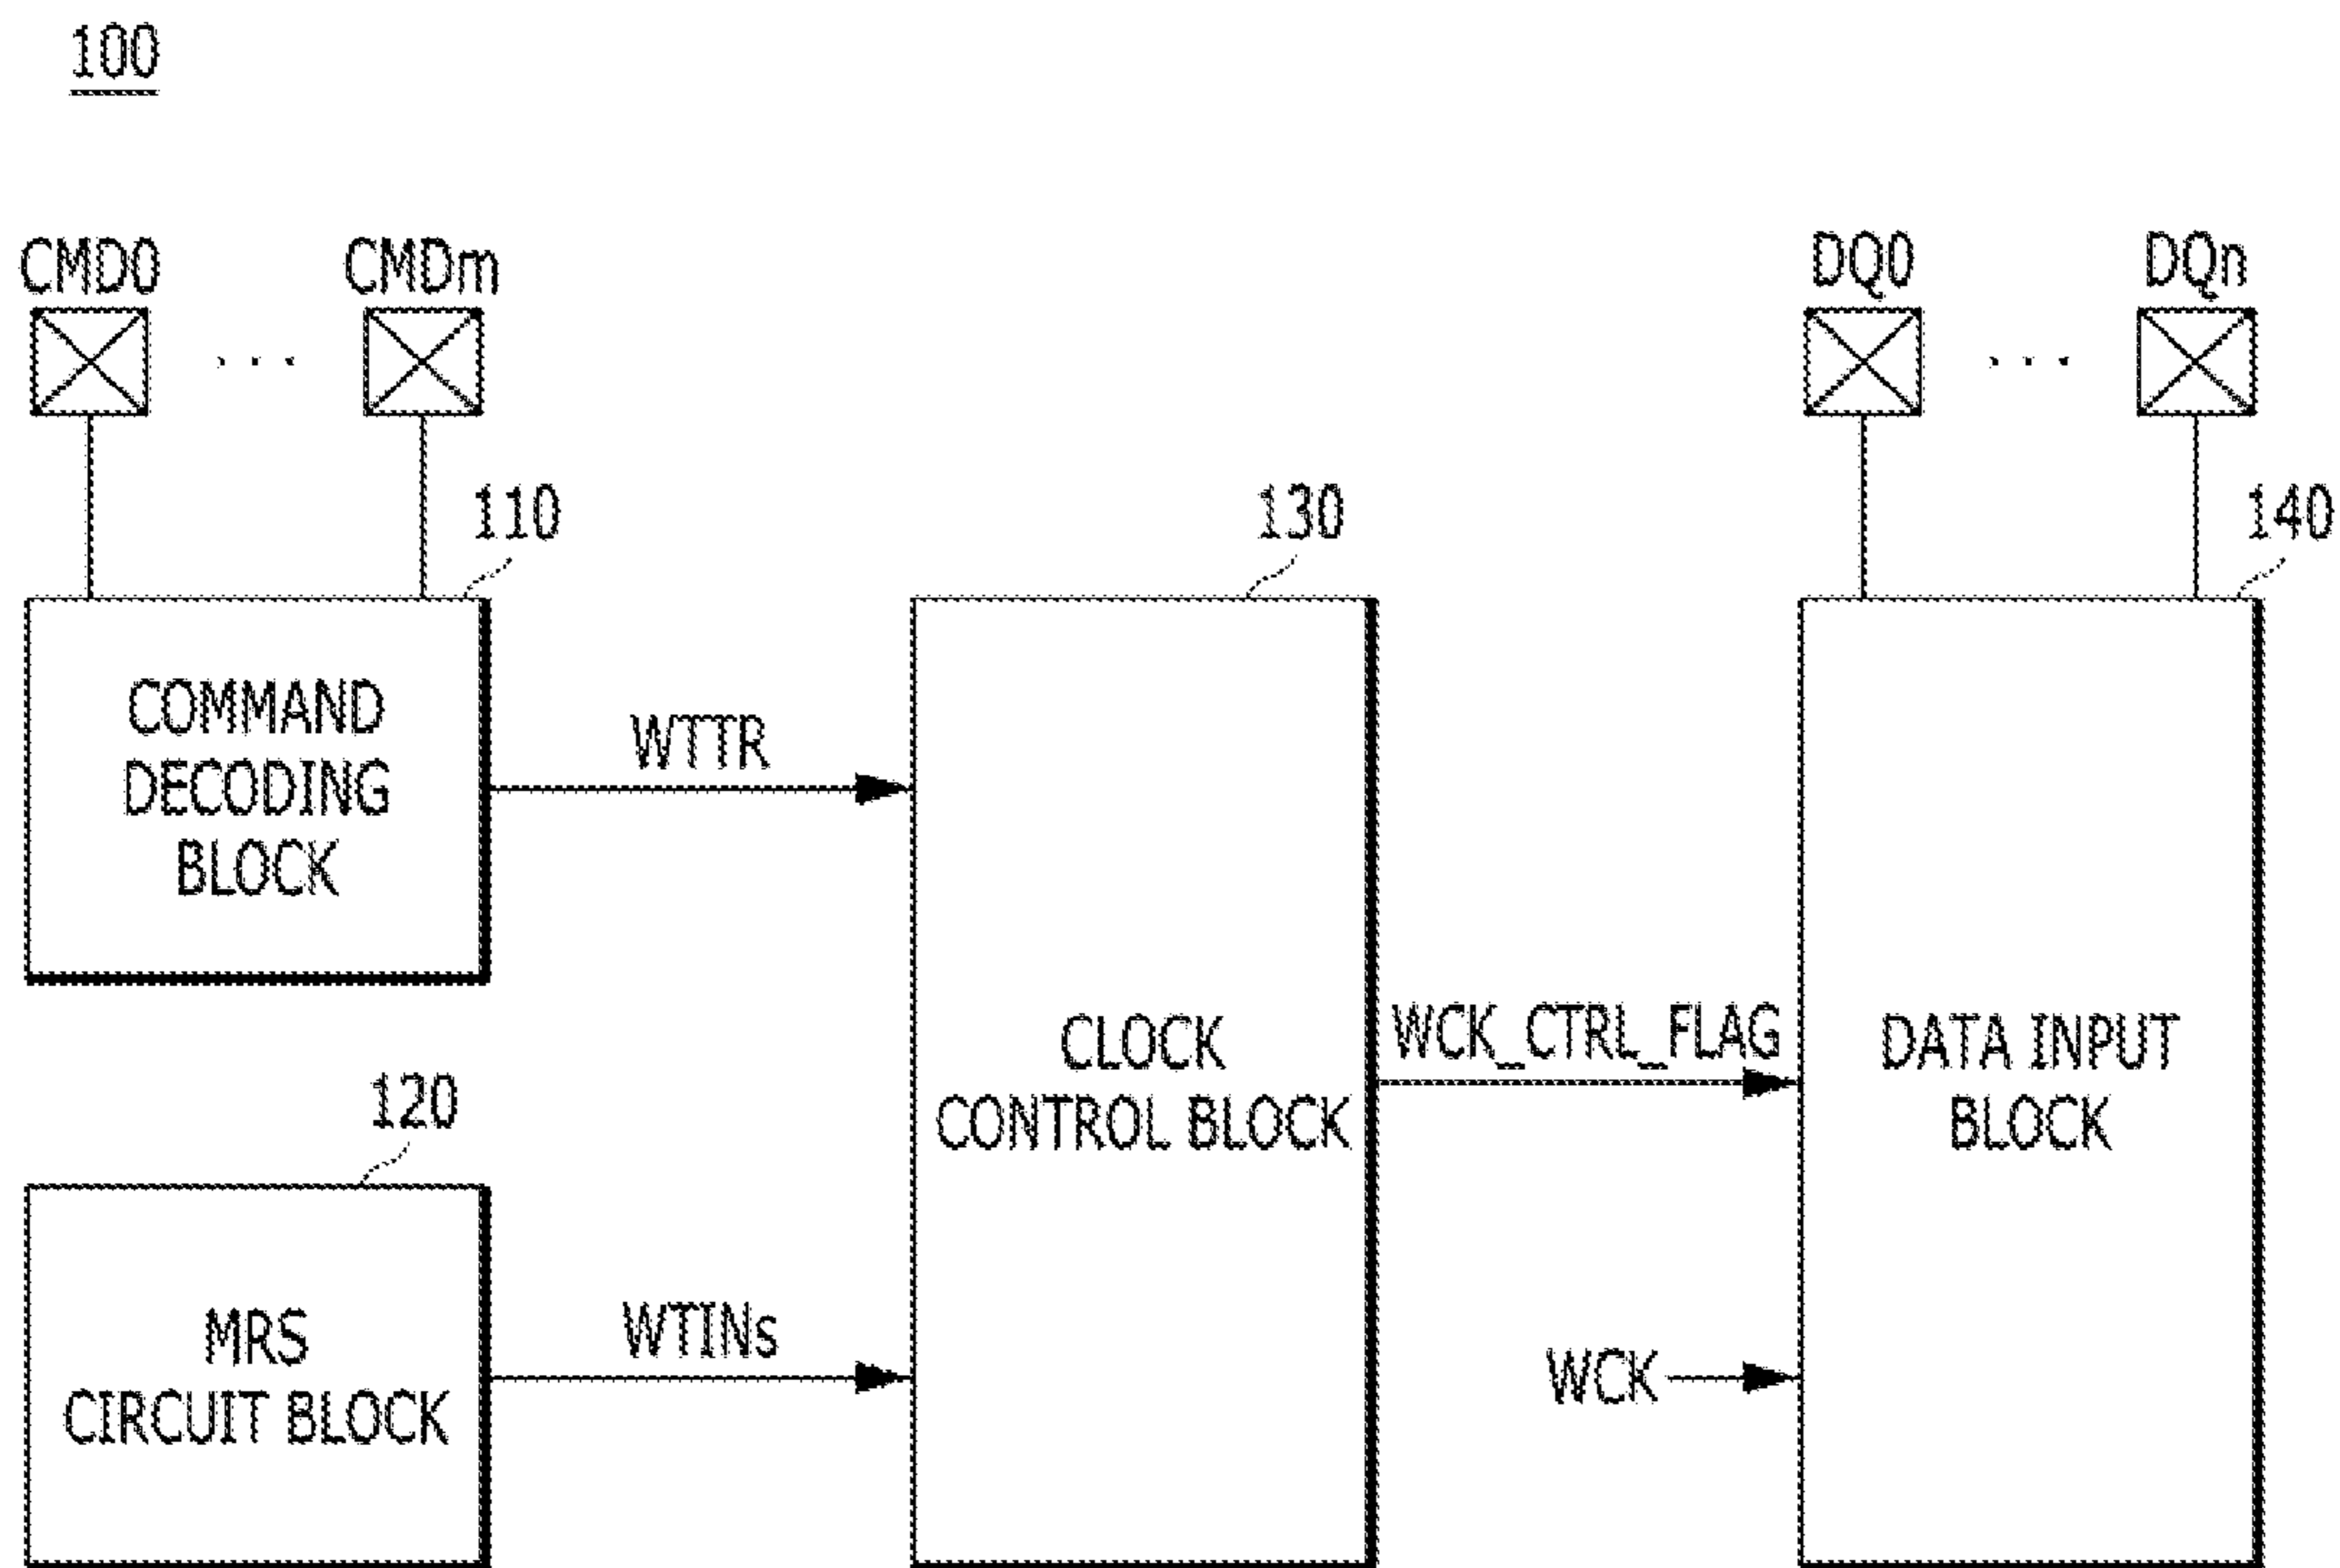 100
CMD0 ... CMDm
DQ0 ... DQn
110
130
140
COMMAND
DECODING
BLOCK
WTTR
CLOCK
CONTROL BLOCK
WCK_CTRL_FLAG
DATA INPUT
BLOCK
120
MRS
CIRCUIT BLOCK
WTINs
WCK